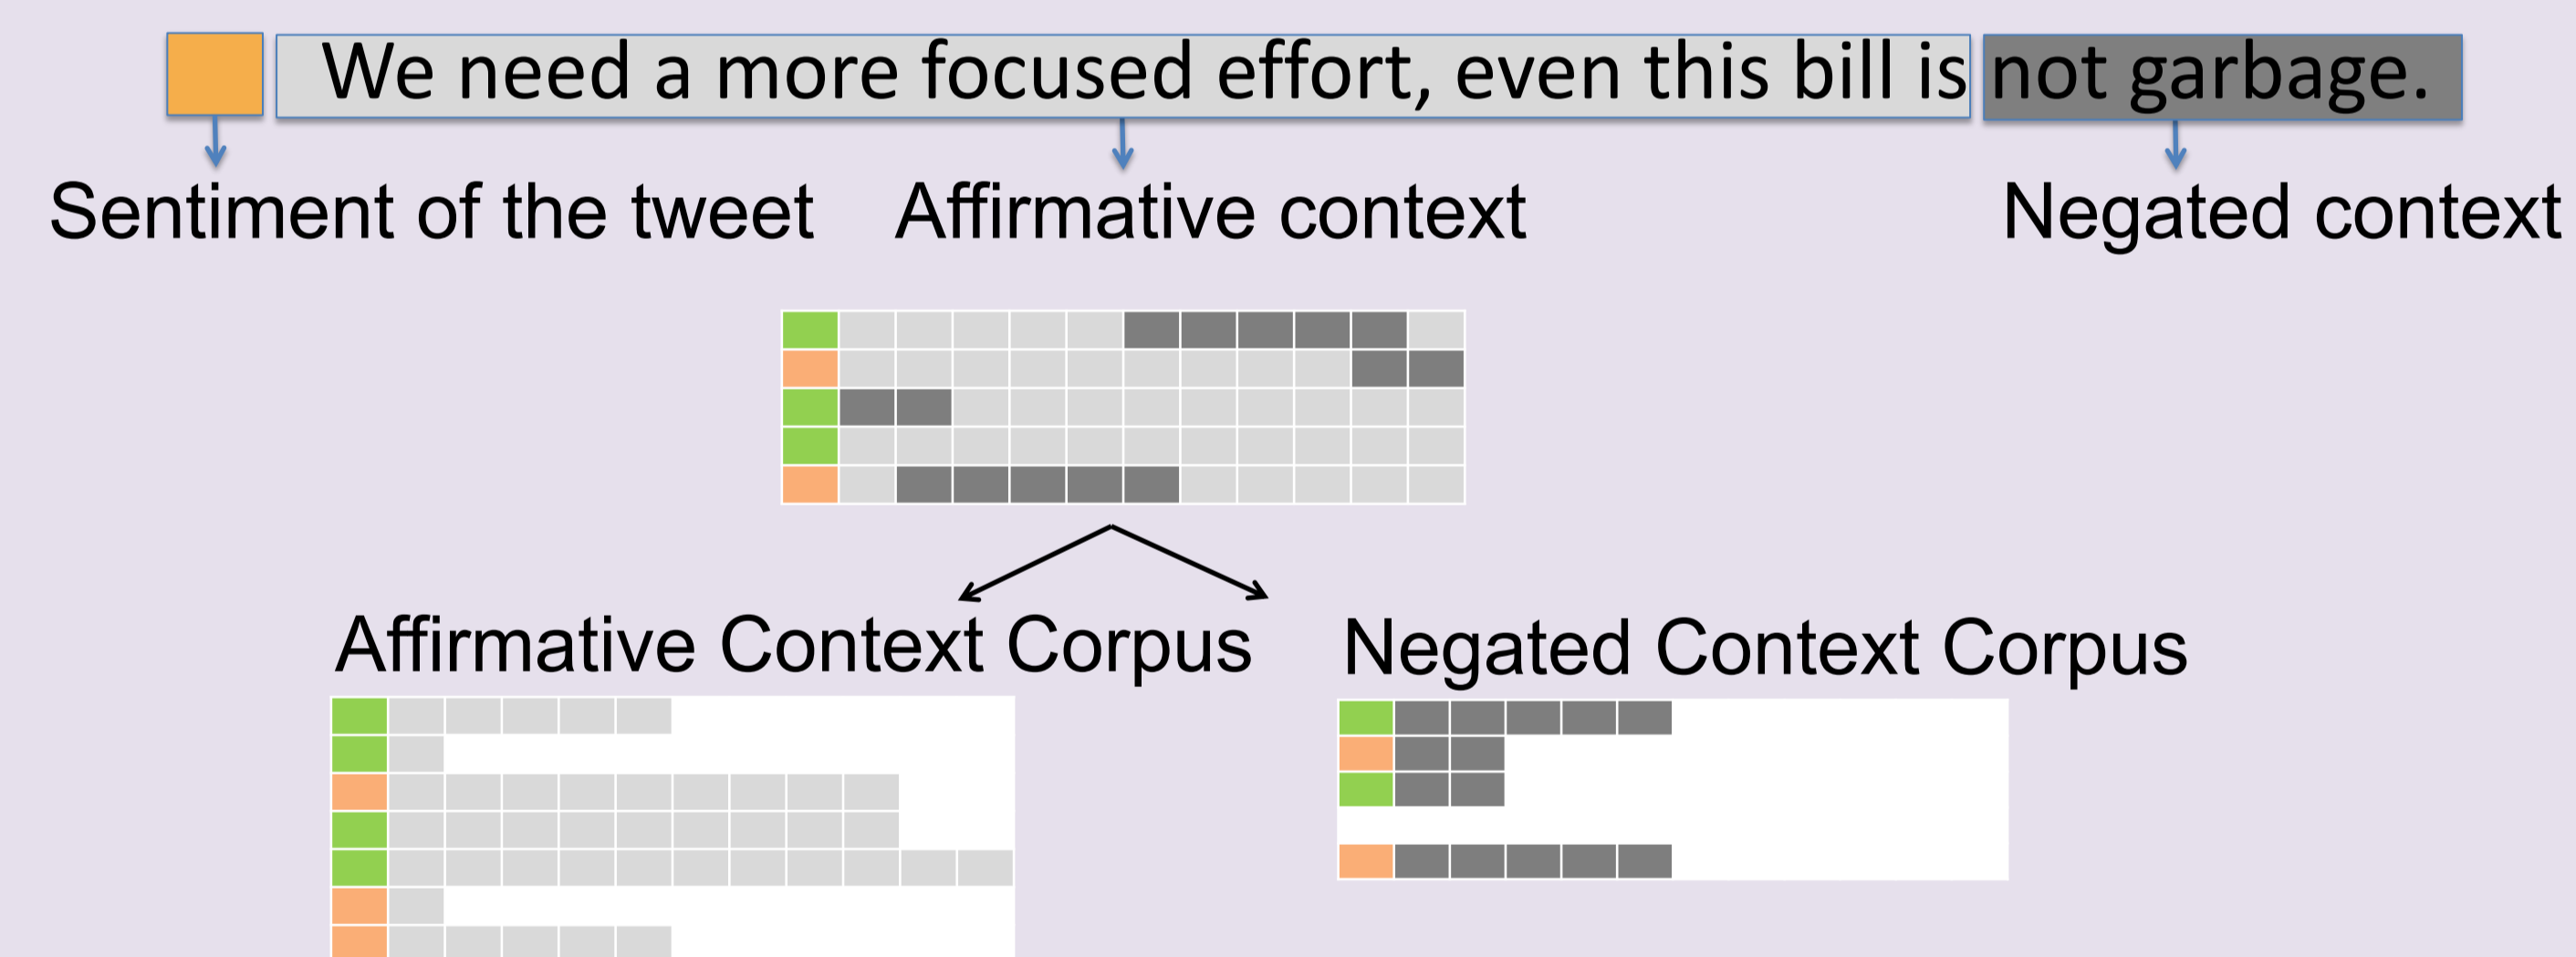 We need a more focused effort, even this bill is not garbage.
Sentiment of the tweet Affirmative context Negated context
Affirmative Context Corpus Negated Context Corpus